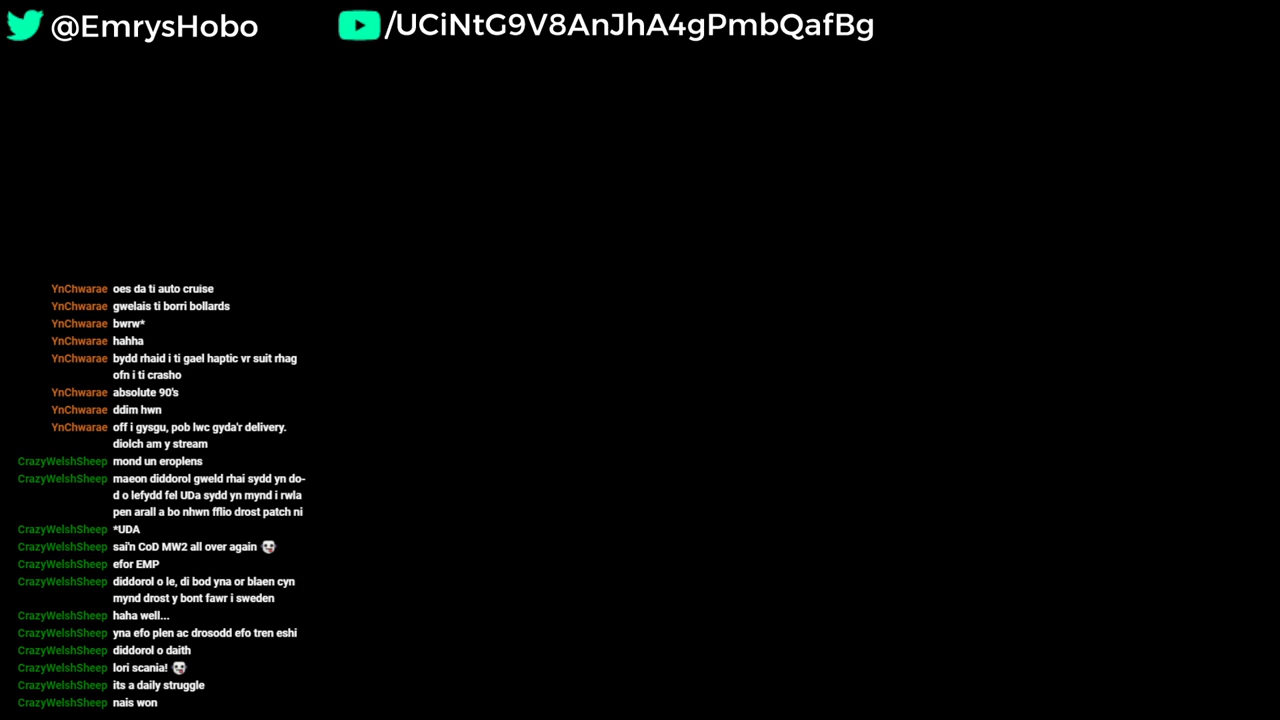 @EmrysHobo
/UCiNtG9V8AnJhA4gPmbQafBg
YnChwarae oes da ti auto cruise
YnChwarae gwelais ti borri bollards
YnChwarae bwrw*
YnChwarae hahha
YnChwarae bydd rhaid i ti gael haptic vr suit rhag
ofn i ti crasho
YnChwarae absolute 90's
YnChwarae ddim hwn
YnChwarae off i gysgu, pob lwc gyda'r delivery.
diolch am y stream
CrazyWelshSheep mond un eroplens
CrazyWelshSheep maeon diddorol gweld rhai sydd yn do-
d o lefydd fel UDa sydd yn mynd i rwla
pen arall a bo nhwn fflio drost patch ni
CrazyWelshSheep *UDA
CrazyWelshSheep sai'n CoD MW2 all over again
CrazyWelshSheep efor EMP
CrazyWelshSheep diddorol o le, di bod yna or blaen cyn
mynd drost y bont fawr i sweden
CrazyWelshSheep haha well...
CrazyWelshSheep yna efo plen ac drosodd efo tren eshi
CrazyWelshSheep diddorol o daith
CrazyWelshSheep lori scania!
CrazyWelshSheep its a daily struggle
CrazyWelshSheep nais won